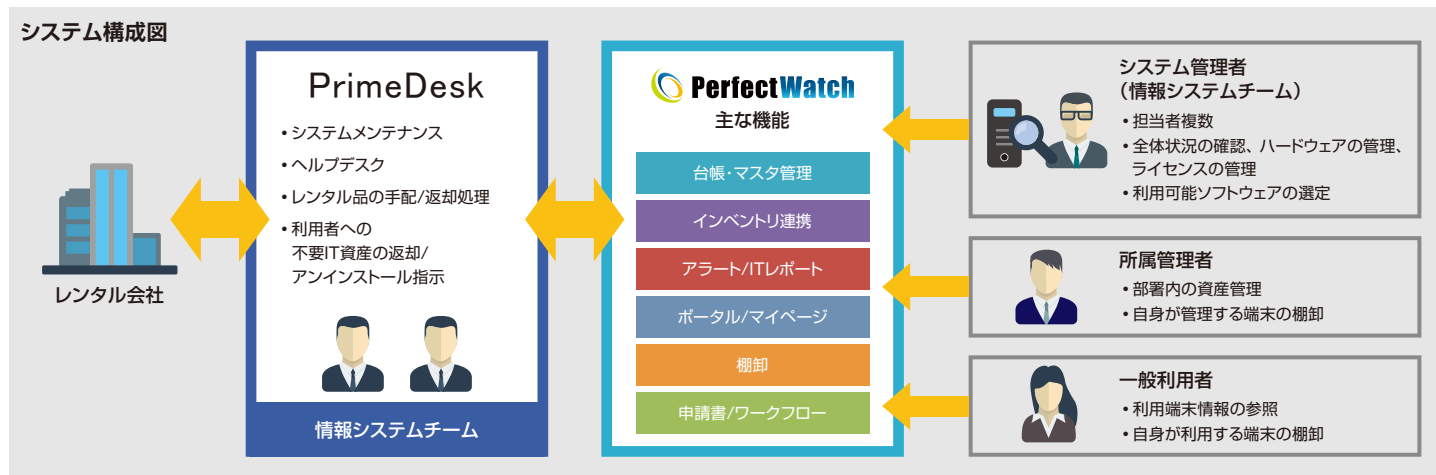 システム構成図
レンタル会社
PrimeDesk
・システムメンテナンス
・ヘルプデスク
・レンタル品の手配/返却処理
・利用者への
不要IT資産の返却/
アンインストール指示
情報システムチーム
PerfectWatch
主な機能
台帳・マスタ管理
インベントリ連携
アラート/ITレポート
ポータル/マイページ
棚卸
申請書/ワークフロー
システム管理者
（情報システムチーム）
・担当者複数
・全体状況の確認、ハードウェアの管理、
ライセンスの管理
・利用可能ソフトウェアの選定
所属管理者
・部署内の資産管理
・自身が管理する端末の棚卸
一般利用者
・利用端末情報の参照
・自身が利用する端末の棚卸